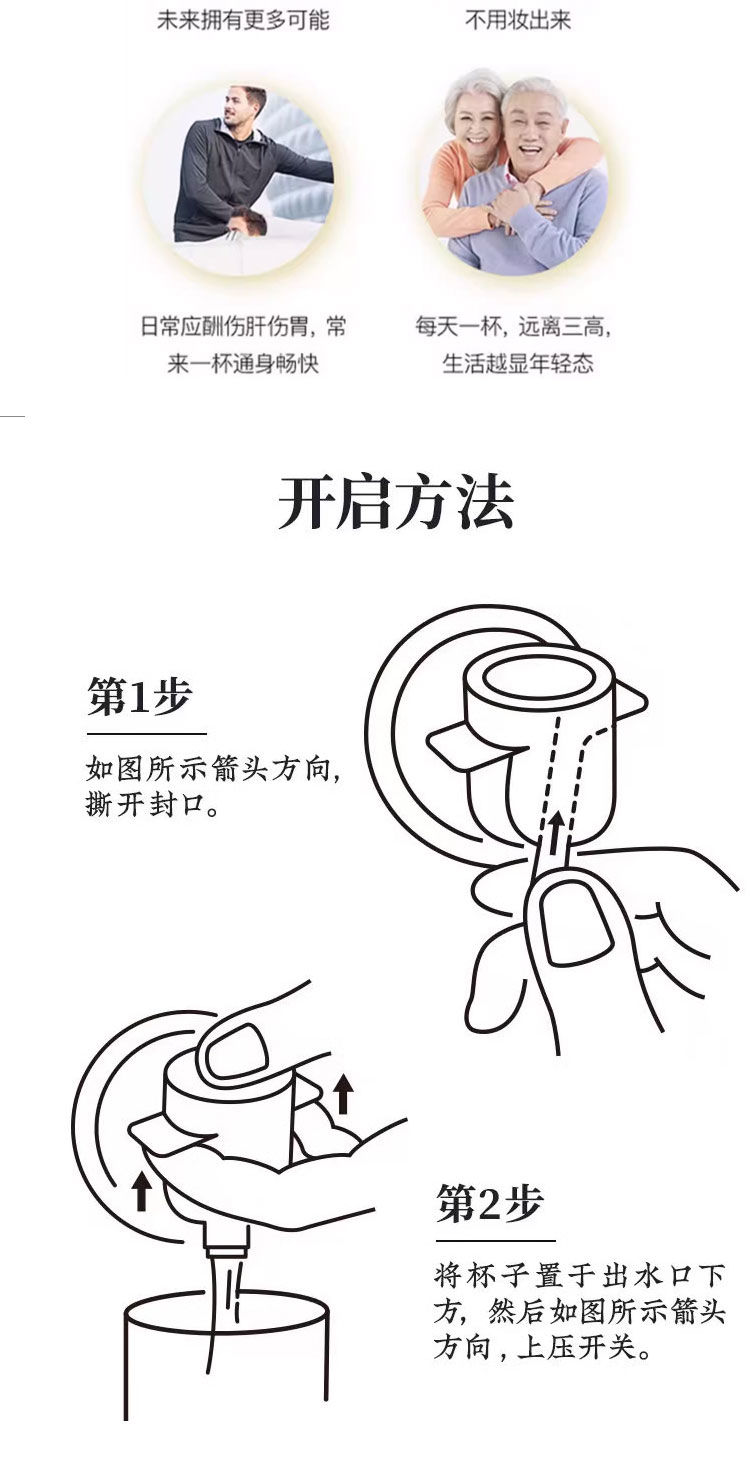 未来拥有更多可能
不用妆出来
日常应酬伤肝伤胃，常
来一杯通身畅快
每天一杯，远离三高，
生活越显年轻态
开启方法
第1步
如图所示箭头方向，
撕开封口。
第2步
将杯子置于出水口下
方，然后如图所示箭头
方向，上压开关。